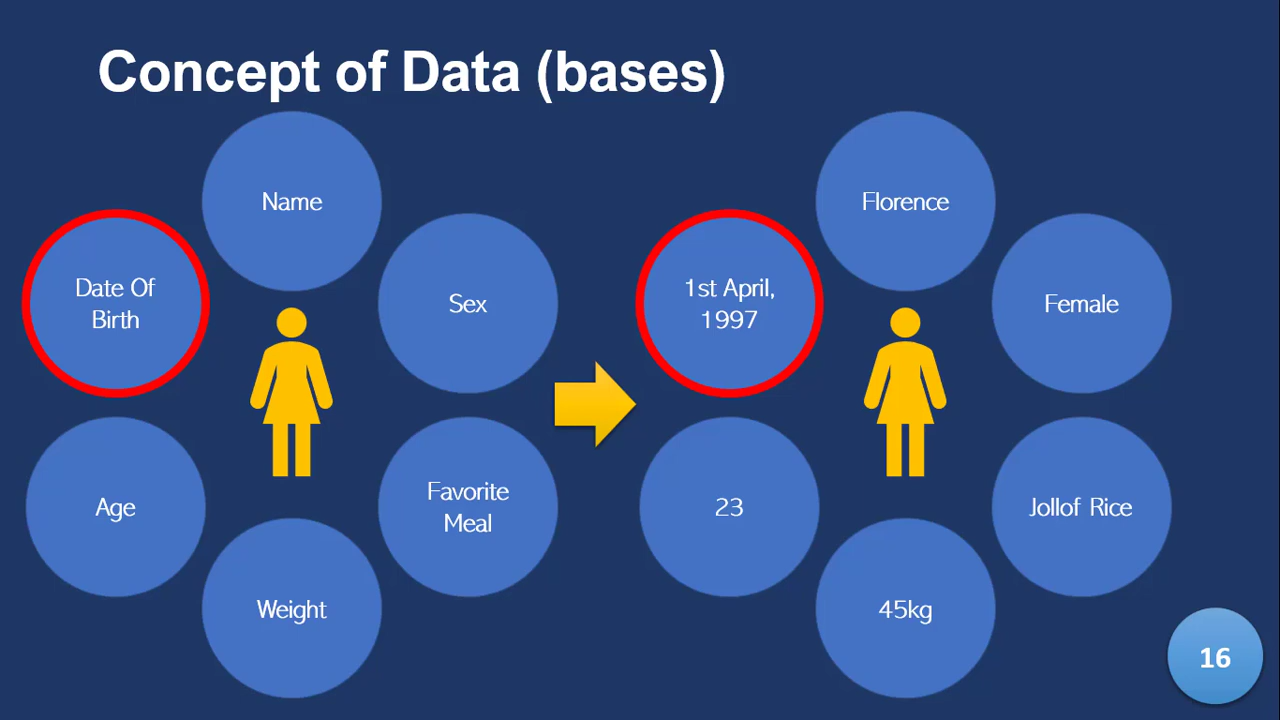 Concept of Data (bases)
Name
Date Of
Birth
Sex
Age
Favorite
Meal
Weight
Florence
1st April,
1997
Female
23
Jollof Rice
45kg
16